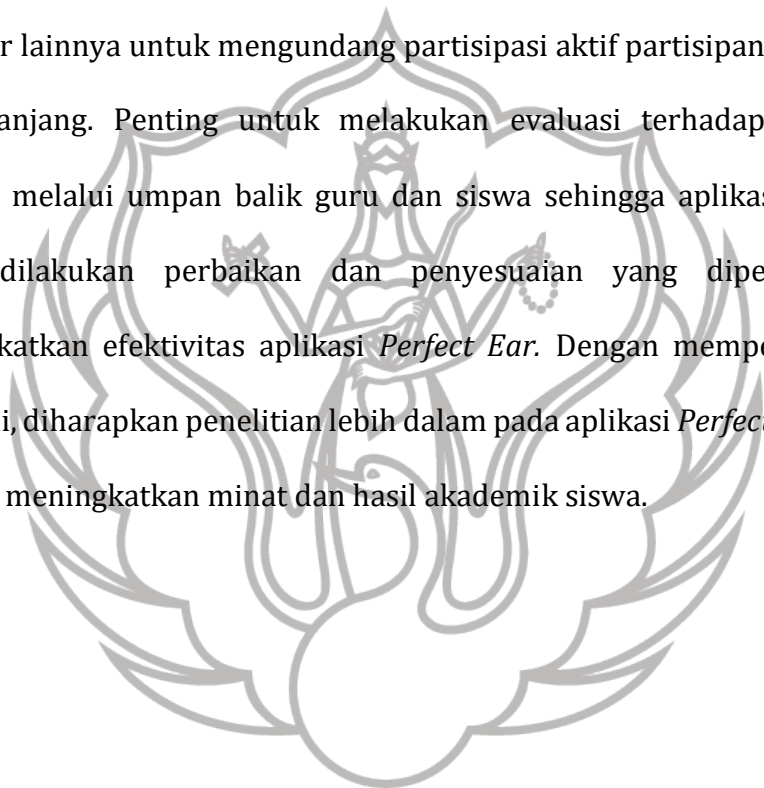 r lainnya untuk mengundang partisipasi aktif partisipan
anjang. Penting untuk melakukan evaluasi terhadap
melalui umpan balik guru dan siswa sehingga aplikas
dilakukan perbaikan dan penyesuaian yang dipe
katkan efektivitas aplikasi Perfect Ear. Dengan mempe
i, diharapkan penelitian lebih dalam pada aplikasi Perfect
meningkatkan minat dan hasil akademik siswa.